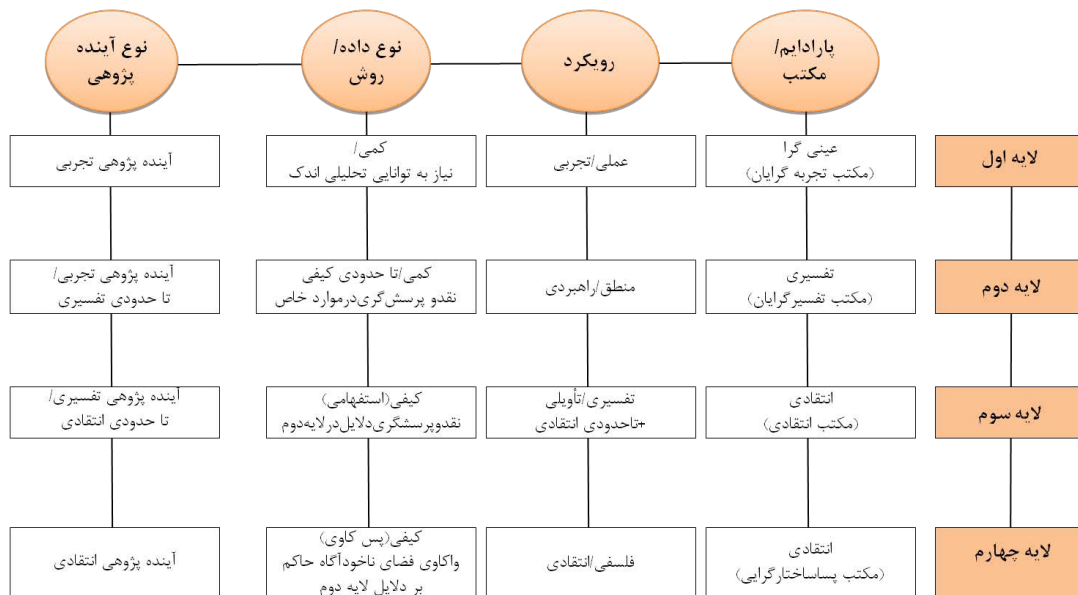 پارادایم/
مکتب
رویکرد
نوع داده/
روش
نوع آینده
پژوهی
لایه اول
عینی گرا
(مکتب تجربه گرایان)
عملی/تجربی
کمی/
نیاز به توانایی تحلیلی اندک
آینده پژوهی تجربی
لایه دوم
تفسیری
(مکتب تفسیرگرایان)
منطق/راهبردی
کمی/تا حدودی کیفی
نقدو پرسش‌گری‌درموارد خاص
آینده پژوهی تجربی/
تا حدودی تفسیری
لایه سوم
انتقادی
(مکتب انتقادی)
تفسیری/تأویلی
+تاحدودی انتقادی
کیفی(استفهامی)
نقدوپرسشگری‌دلایل‌در‌لایه‌دوم
آینده پژوهی تفسیری/
تا حدودی انتقادی
لایه چهارم
انتقادی
(مکتب پساساختارگرایی)
فلسفی/انتقادی
کیفی(پس کاوی)
واکاوی فضای ناخودآگاه حاکم
بر دلایل لایه دوم
آینده پژوهی انتقادی